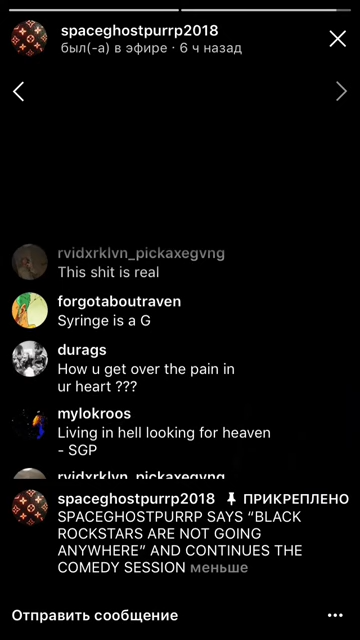 spaceghostpurrp2018
был(-а) в эфире · 6 ч назад
rvidxrklvn_pickaxegvng
This shit is real
forgotaboutraven
Syringe is a G
durags
How u get over the pain in
ur heart ???
mylokroos
Living in hell looking for heaven
- SGP
rvidxrklvn_pickaxegvng
spaceghostpurrp2018 ПРИКРЕПЛЕНО
SPACEGHOSTPURRP SAYS “BLACK
ROCKSTARS ARE NOT GOING
ANYWHERE” AND CONTINUES THE
COMEDY SESSION меньше
Отправить сообщение